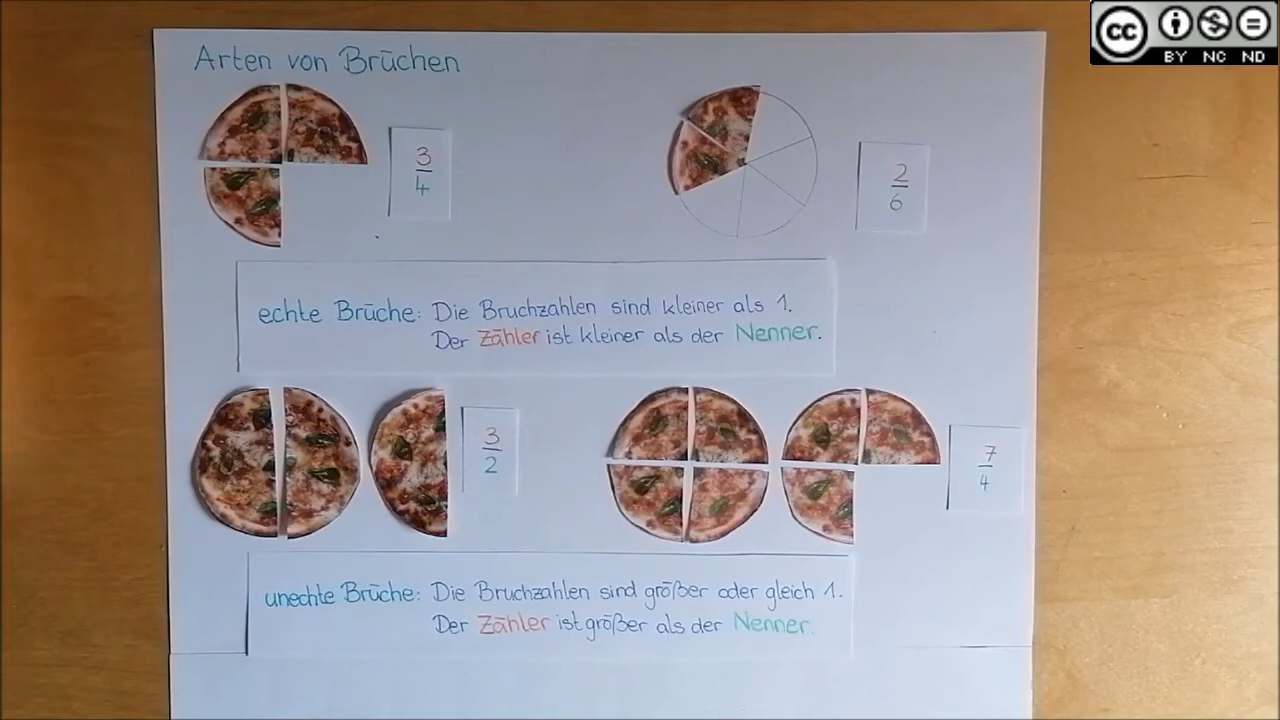 Arten von Brüchen
3
4
2
6
echte Brüche: Die Bruchzahlen sind kleiner als 1.
Der Zähler ist kleiner als der Nenner.
3
2
7
4
unechte Brüche: Die Bruchzahlen sind größer oder gleich 1.
Der Zähler ist größer als der Nenner.
cc
BY NC ND